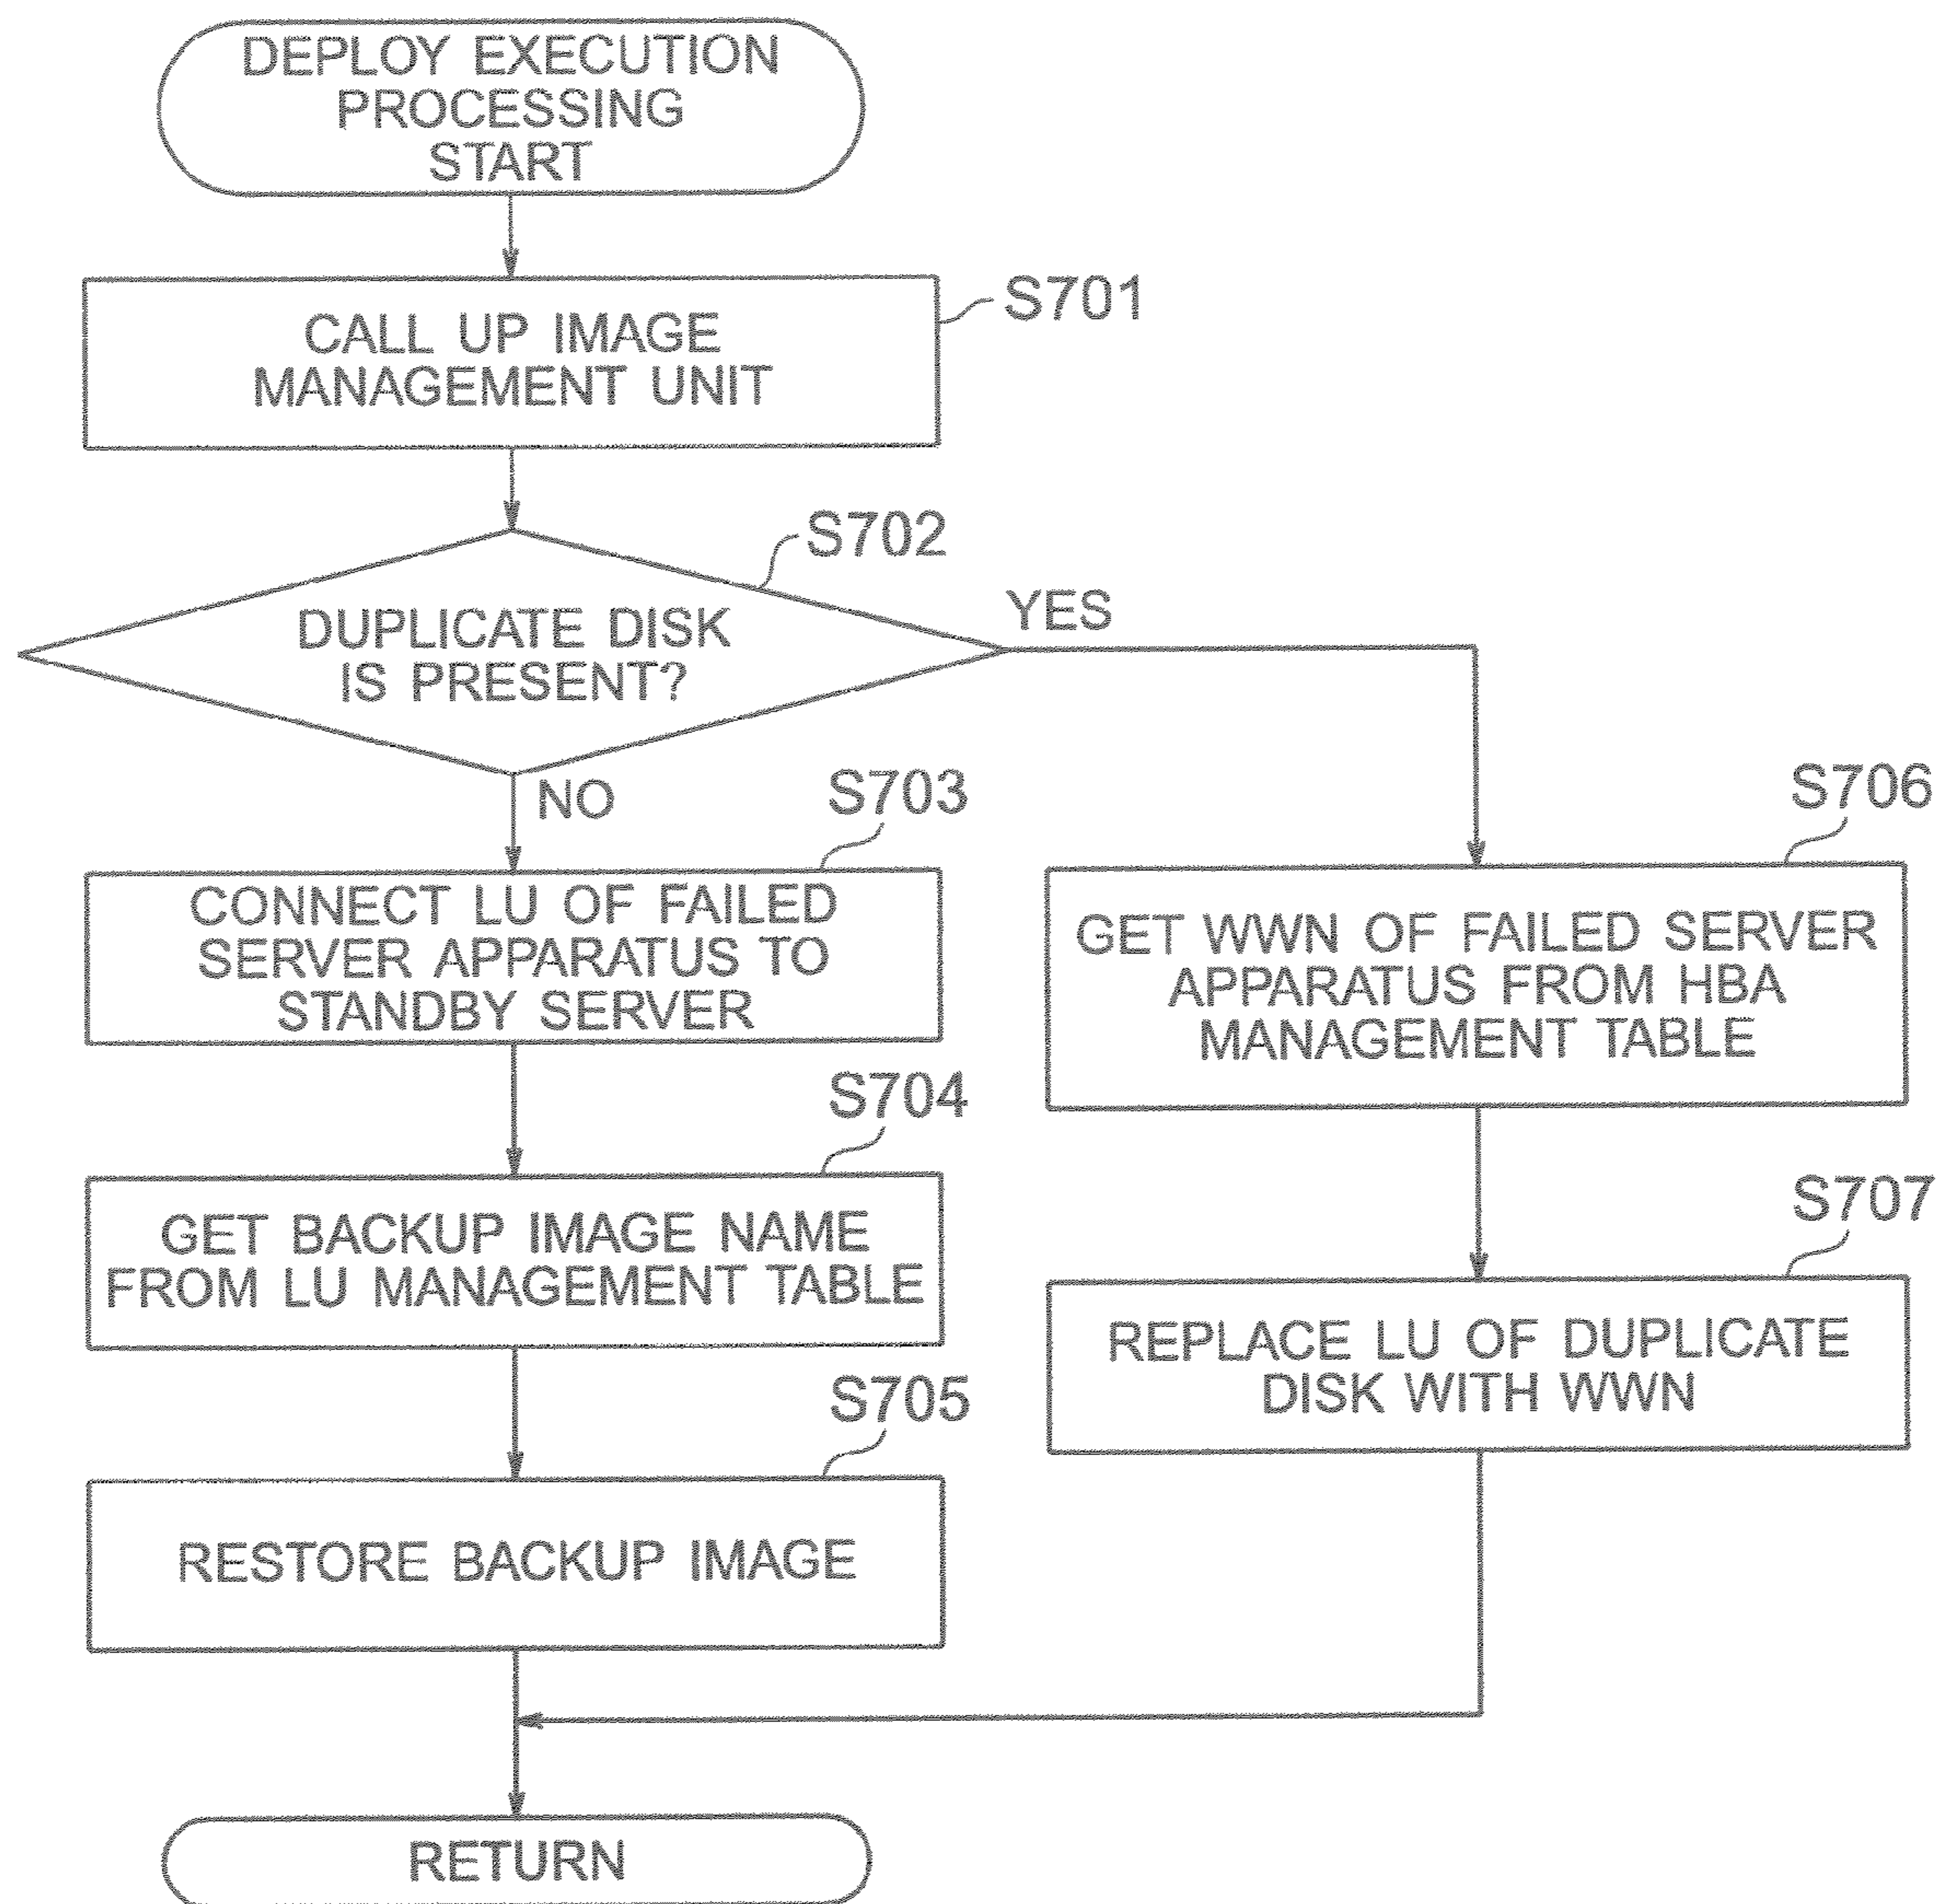 DEPLOY EXECUTION
PROCESSING
START
CALL UP IMAGE
MANAGEMENT UNIT
S701
S702
DUPLICATE DISK
IS PRESENT?
YES
NO
S703
CONNECT LU OF FAILED
SERVER APPARATUS TO
STANDBY SERVER
S704
GET BACKUP IMAGE NAME
FROM LU MANAGEMENT TABLE
S705
RESTORE BACKUP IMAGE
S706
GET WWN OF FAILED SERVER
APPARATUS FROM HBA
MANAGEMENT TABLE
S707
REPLACE LU OF DUPLICATE
DISK WITH WWN
RETURN